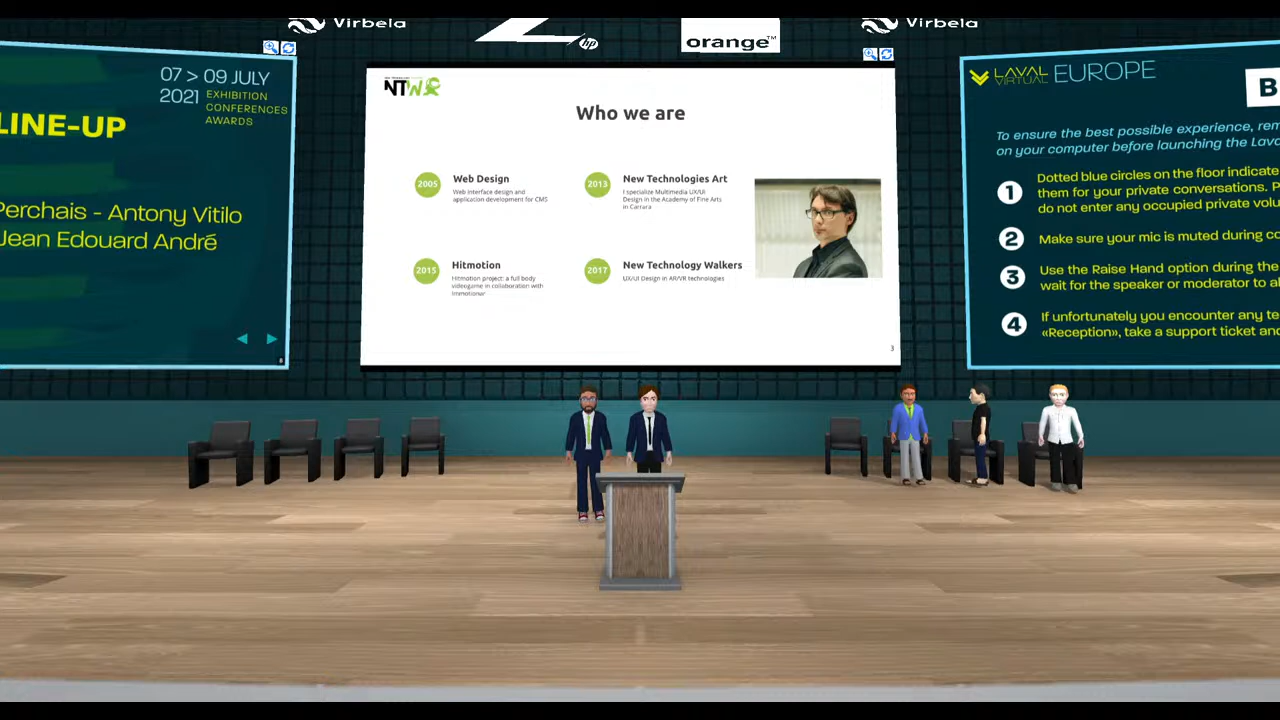 Virbela
hp
orange™
Virbela
07 > 09 JULY
2021 EXHIBITION
CONFERENCES
AWARDS
LINE-UP
Perchais - Antony Vitilo
Jean Edouard André
8
NTW
Who we are
2005
Web Design
Web interface design and
application development for CMS
2013
New Technologies Art
I specialize Multimedia UX/UI
Design in the Academy of Fine Arts
in Carrara
2015
Hitmotion
Hitmotion project: a full body
videogame in collaboration with
Immotionar
2017
New Technology Walkers
UX/UI Design in AR/VR technologies
3
LAVAL
VIRTUAL
EUROPE
B
To ensure the best possible experience, rem
on your computer before launching the Lava
1
Dotted blue circles on the floor indicate
them for your private conversations. P
do not enter any occupied private volu
2
Make sure your mic is muted during co
3
Use the Raise Hand option during the
wait for the speaker or moderator to al
4
If unfortunately you encounter any te
«Reception», take a support ticket and